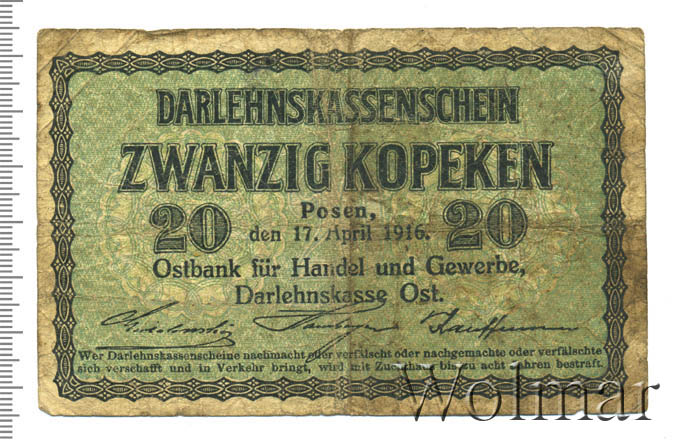 DARLEHNSKASSENSCHEIN
ZWANZIG KOPEKEN
20 Posen, 20
den 17. April 1916.
Ostbank für Handel und Gewerbe,
Darlehnskasse Ost.
Wer Darlehnskassenscheine nachmacht oder verfälscht oder nachgemachte oder verfälschte
sich verschafft und in Verkehr bringt, wird mit Zuchthaus bis zu acht Jahren bestraft.
Wolmar